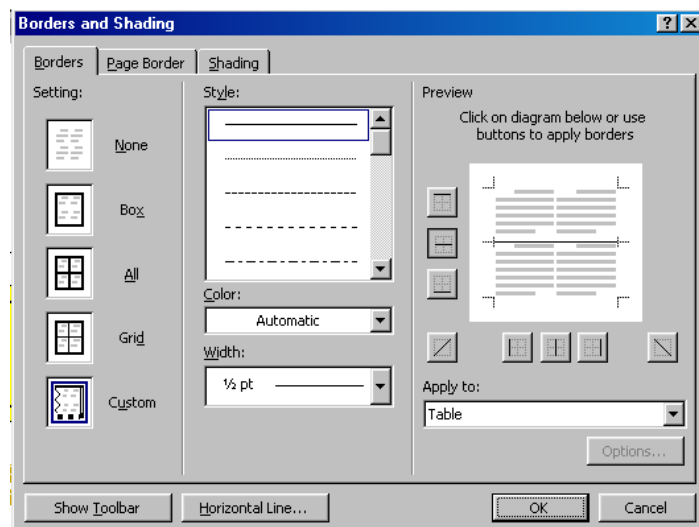 Borders and Shading
Borders
Page Border
Shading
Setting:
None
Box
All
Grid
Custom
Style:
Color:
Automatic
Width:
½ pt
Preview
Click on diagram below or use
buttons to apply borders
Apply to:
Table
Options...
Show Toolbar
Horizontal Line...
OK
Cancel